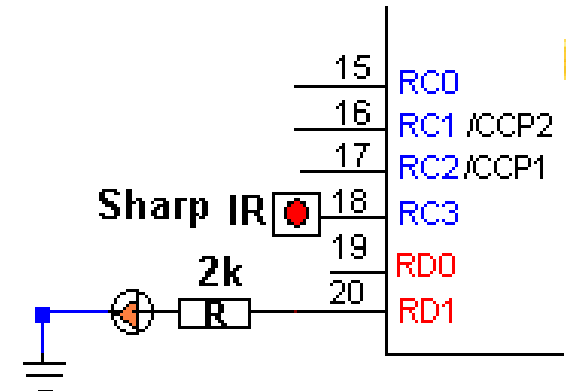 15 RC0
16 RC1 /CCP2
17 RC2/CCP1
Sharp IR 18 RC3
19 RD0
2k
20 RD1
R